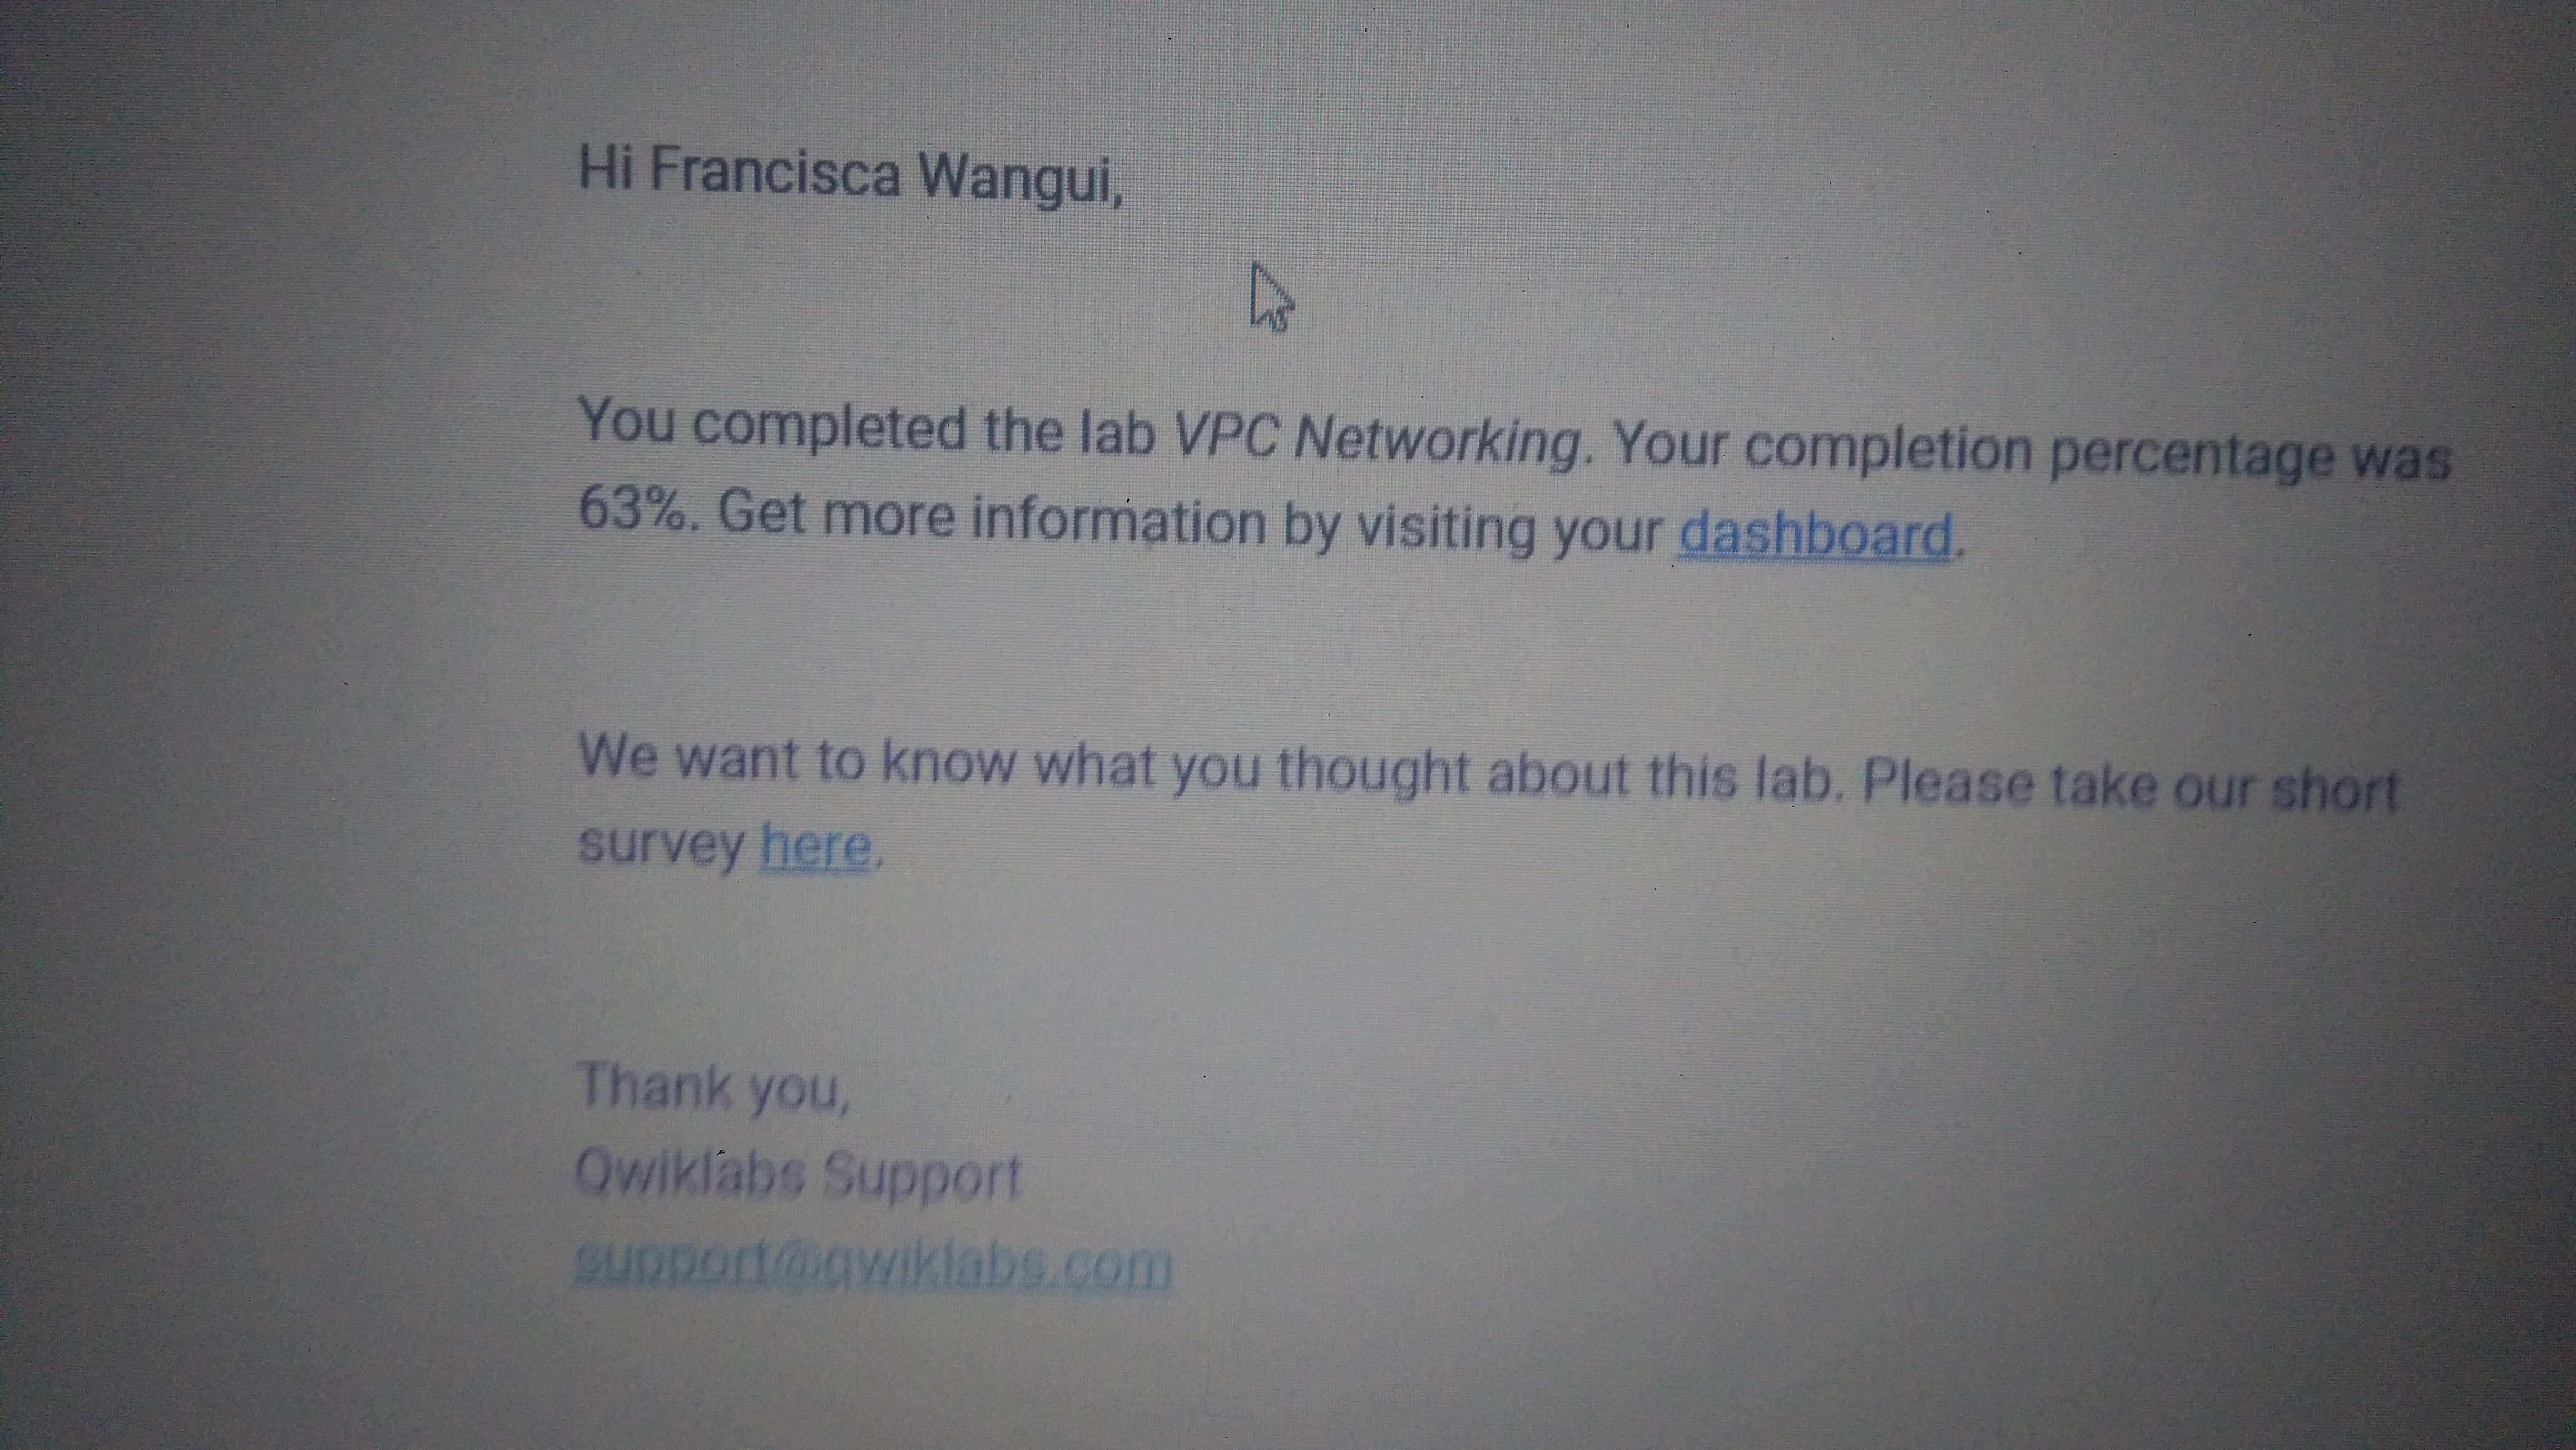 Hi Francisca Wangui,
You completed the lab VPC Networking. Your completion percentage was
63%. Get more information by visiting your dashboard.
We want to know what you thought about this lab. Please take our short
survey here.
Thank you,
Qwiklabs Support
support@qwiklabs.com